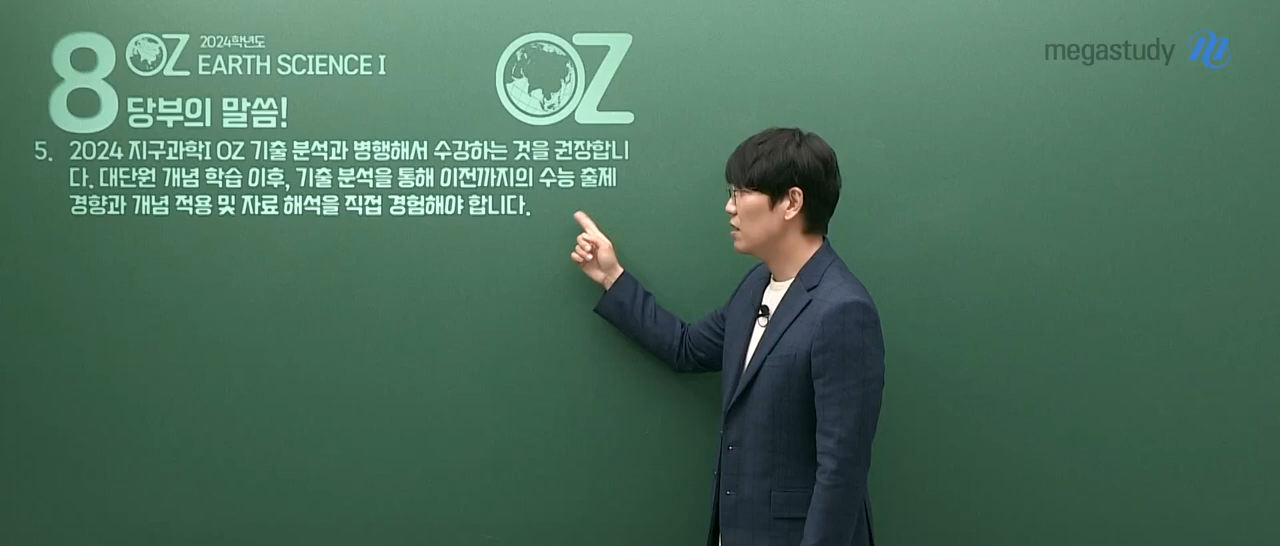 8
OZ
2024학년도
EARTH SCIENCE I
당부의 말씀!
OZ
megastudy
5. 2024 지구과학I OZ 기출 분석과 병행해서 수강하는 것을 권장합니
다. 대단원 개념 학습 이후, 기출 분석을 통해 이전까지의 수능 출제
경향과 개념 적용 및 자료 해석을 직접 경험해야 합니다.